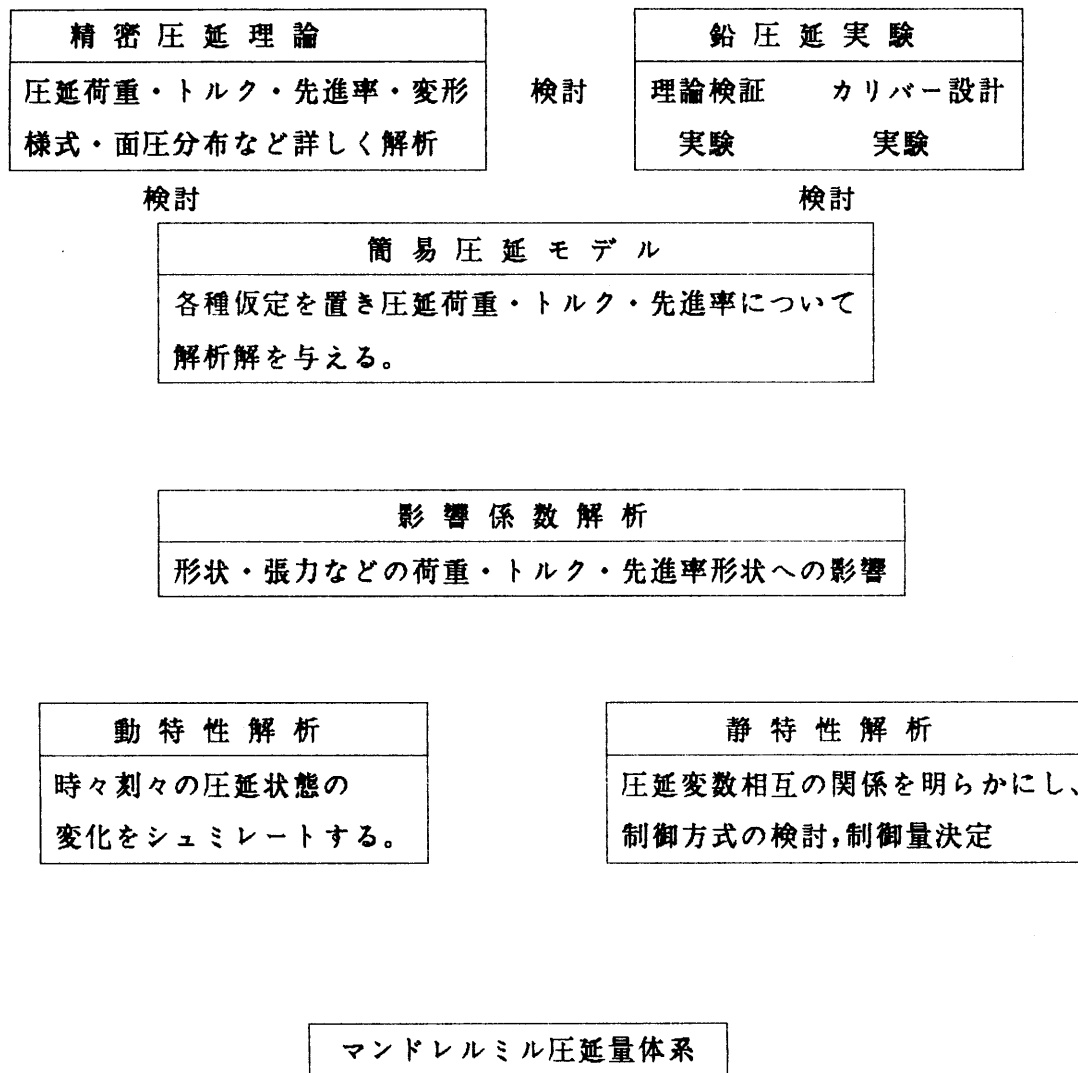 精密圧延理論
圧延荷重・トルク・先進率・変形
様式・面圧分布など詳しく解析
検討
鉛圧延実験
理論検証 カリバー設計
実験 実験
検討 検討
簡易圧延モデル
各種仮定を置き圧延荷重・トルク・先進率について
解析解を与える。
影響係数解析
形状・張力などの荷重・トルク・先進率形状への影響
動特性解析
時々刻々の圧延状態の
変化をシュミレートする。
静特性解析
圧延変数相互の関係を明らかにし、
制御方式の検討,制御量決定
マンドレルミル圧延量体系